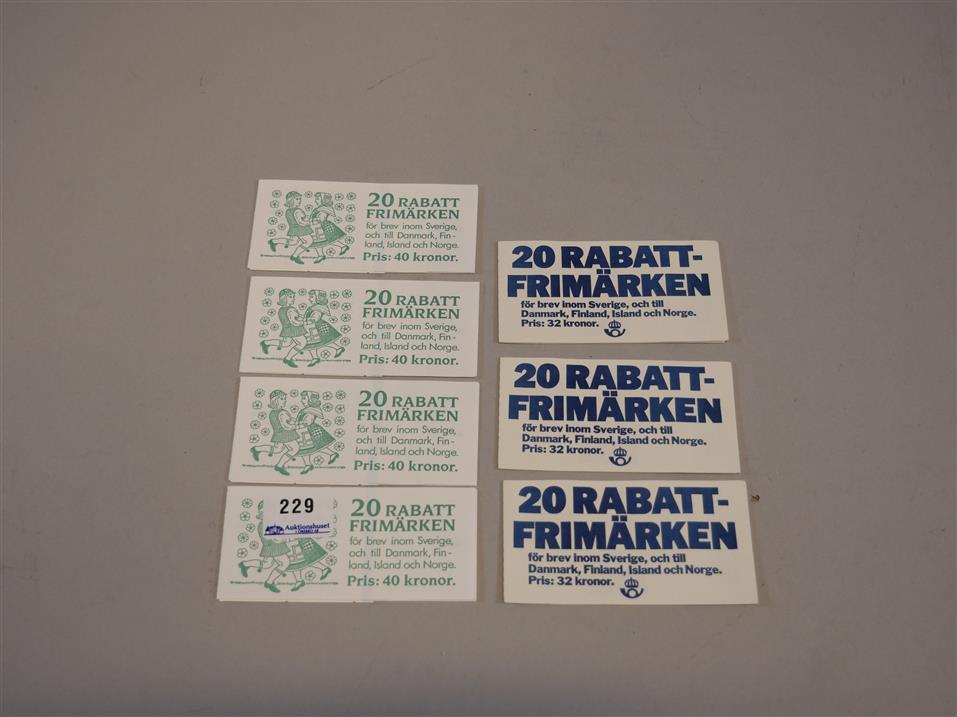 20 RABATT
FRIMÄRKEN
för brev inom Sverige,
och till Danmark, Fin-
land, Island och Norge.
Pris: 40 kronor.
20 RABATT
FRIMÄRKEN
för brev inom Sverige,
och till Danmark, Fin-
land, Island och Norge.
Pris: 40 kronor.
20 RABATT
FRIMÄRKEN
för brev inom Sverige,
och till Danmark, Fin-
land, Island och Norge.
Pris: 40 kronor.
229
Auktionshuset
20 RABATT
FRIMÄRKEN
för brev inom Sverige,
och till Danmark, Fin-
land, Island och Norge.
Pris: 40 kronor.
20 RABATT-
FRIMÄRKEN
för brev inom Sverige, och till
Danmark, Finland, Island och Norge.
Pris: 32 kronor.
20 RABATT-
FRIMÄRKEN
för brev inom Sverige, och till
Danmark, Finland, Island och Norge.
Pris: 32 kronor.
20 RABATT-
FRIMÄRKEN
för brev inom Sverige, och till
Danmark, Finland, Island och Norge.
Pris: 32 kronor.